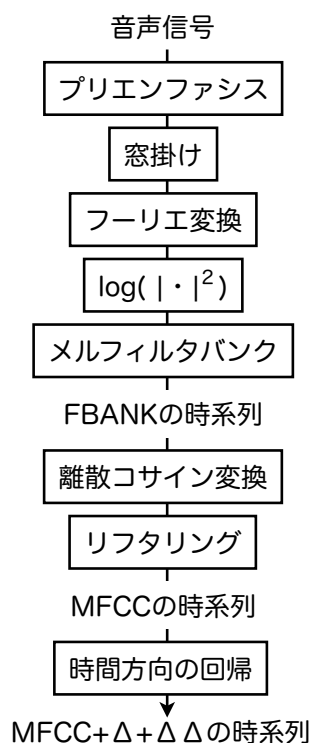 音声信号
プリエンファシス
窓掛け
フーリエ変換
log( |・|²)
メルフィルタバンク
FBANKの時系列
離散コサイン変換
リフタリング
MFCCの時系列
時間方向の回帰
MFCC+Δ+ΔΔの時系列